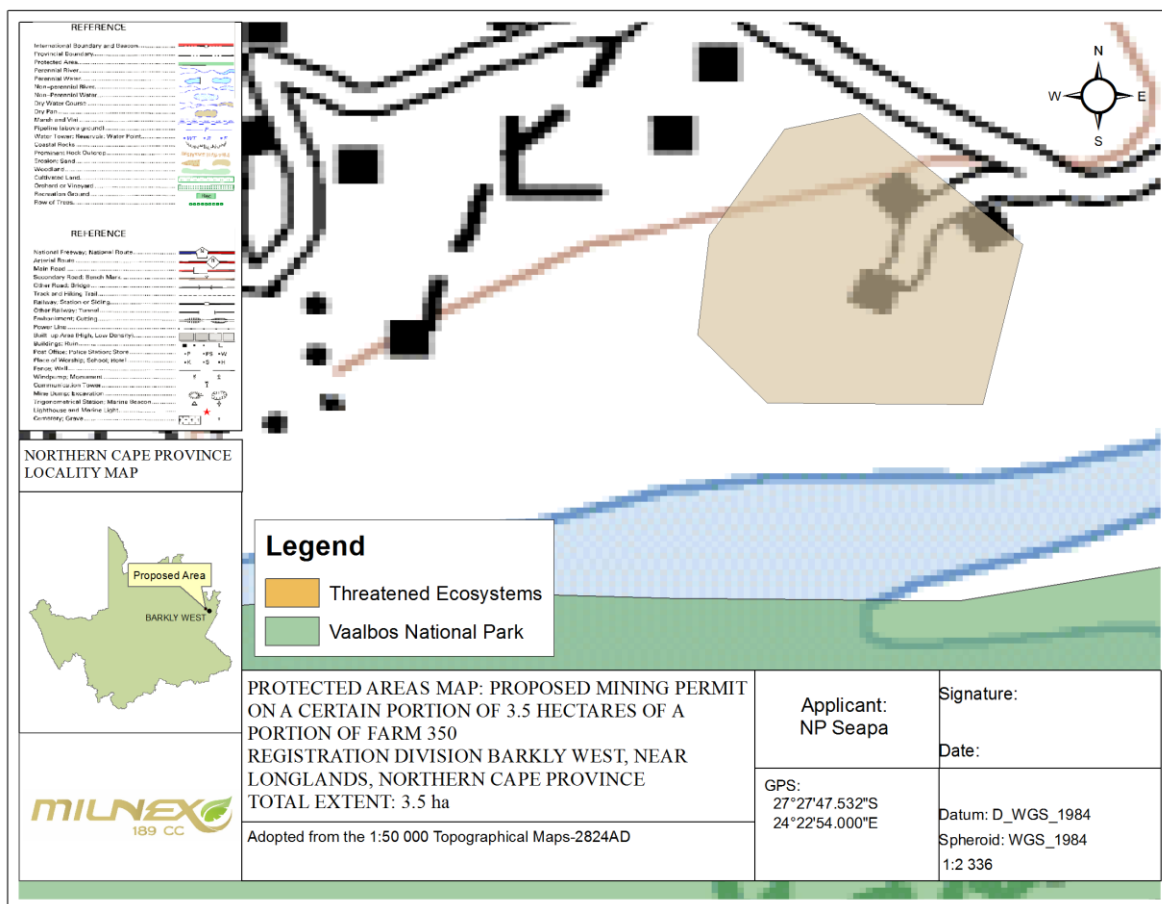 REFERENCE
International Boundary and Beacon
Provincial Boundary
Protected Area
Perennial River
Perennial Water
Non-perennial River
Non-Perennial Water
Dry Water Course
Dry Pan
Marsh and Vlei
Pipeline (above ground)
Water Tower; Reservoir; Water Point
Coastal Rocks
Prominent Rock Outcrop
Erosion; Sand
Woodland
Cultivated Land
Orchard or Vineyard
Recreation Ground
Row of Trees
REFERENCE
National Freeway; National Route
Arterial Route
Main Road
Secondary Road; Bench Mark
Other Road; Bridge
Track and Hiking Trail
Railway; Station or Siding
Other Railway; Tunnel
Embankment; Cutting
Power Line
Built-up Area (High, Low Density)
Buildings; Ruin
Post Office; Police Station; Store
Place of Worship; School; Hotel
Fence; Wall
Windpump; Monument
Communication Tower
Mine Dump; Excavation
Trigonometrical Station; Marine Beacon
Lighthouse and Marine Light
Cemetery; Grave
N
W E
S
NORTHERN CAPE PROVINCE
LOCALITY MAP
Proposed Area
BARKLY WEST
Legend
Threatened Ecosystems
Vaalbos National Park
PROTECTED AREAS MAP: PROPOSED MINING PERMIT
ON A CERTAIN PORTION OF 3.5 HECTARES OF A
PORTION OF FARM 350
REGISTRATION DIVISION BARKLY WEST, NEAR
LONGLANDS, NORTHERN CAPE PROVINCE
TOTAL EXTENT: 3.5 ha
Adopted from the 1:50 000 Topographical Maps-2824AD
Applicant:
NP Seapa
Signature:
Date:
GPS:
27°27'47.532"S
24°22'54.000"E
Datum: D_WGS_1984
Spheroid: WGS_1984
1:2 336
MILNEX
189 CC